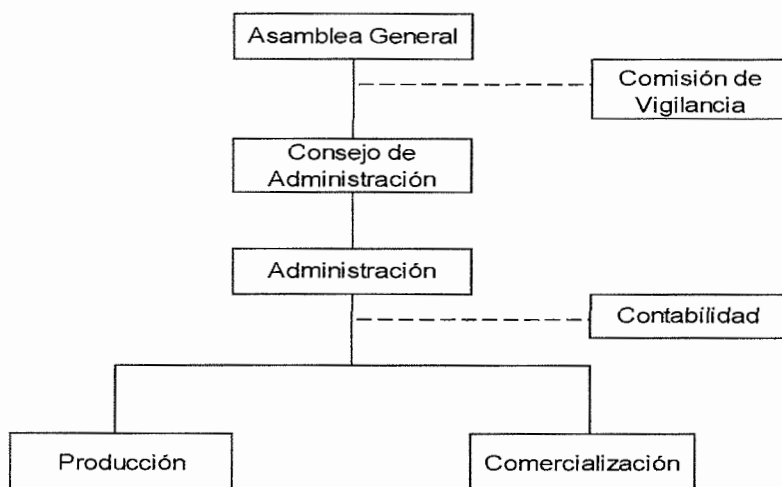 Asamblea General
Comisión de
Vigilancia
Consejo de
Administración
Administración
Contabilidad
Producción
Comercialización